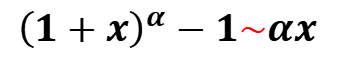 (1 + x)^α − 1~αx